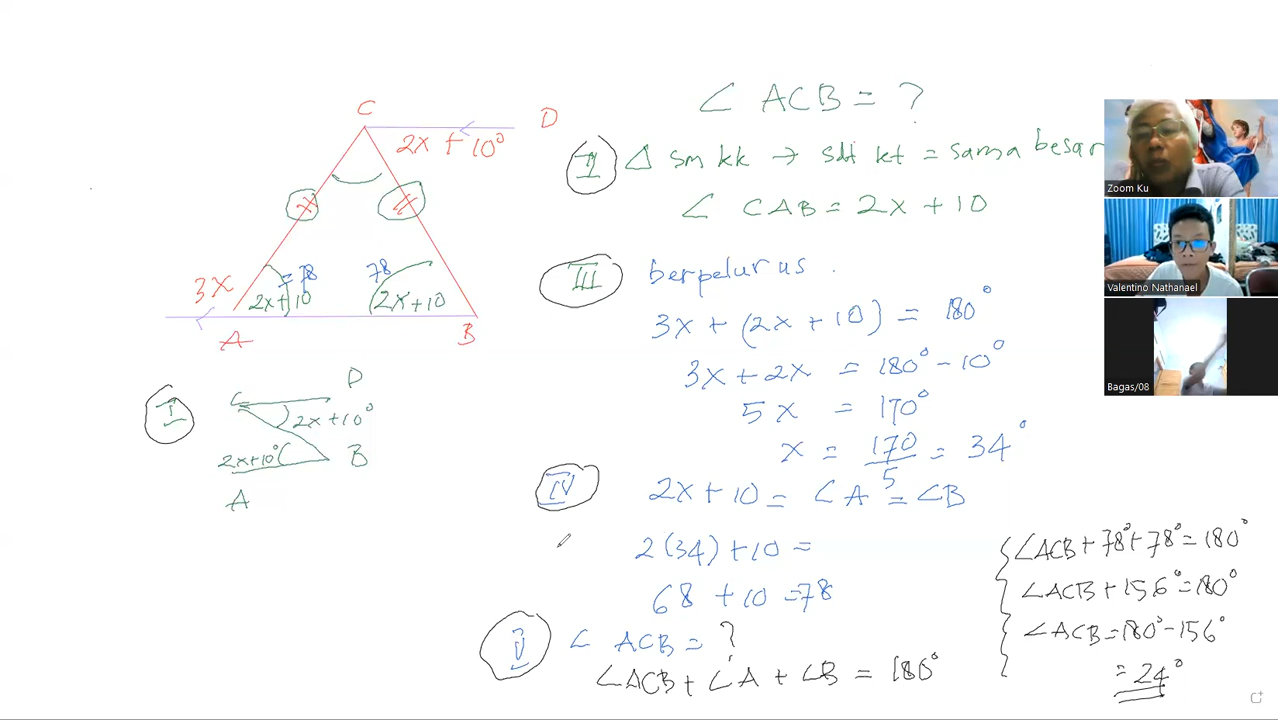 ∠ ACB = ?
C
D
2x + 10°
x
x
3x
2x+10
= 78
78
(2x+10
A
B
I
C
D
2x+10°
2x+10°
B
A
II
△ sm kk → sdt kt = sama besar
∠ CAB = 2x + 10
III
berpelurus .
3x + (2x + 10) = 180°
3x + 2x = 180° - 10°
5x = 170°
x = 170/5 = 34°
IV
2x + 10 = ∠A = ∠B
2(34) + 10 =
68 + 10 = 78
V
∠ ACB = ?
∠ACB + ∠A + ∠B = 180°
∠ACB + 78° + 78° = 180°
∠ACB + 156° = 180°
∠ACB = 180° - 156°
= 24°
Zoom Ku
Valentino Nathanael
Bagas/08